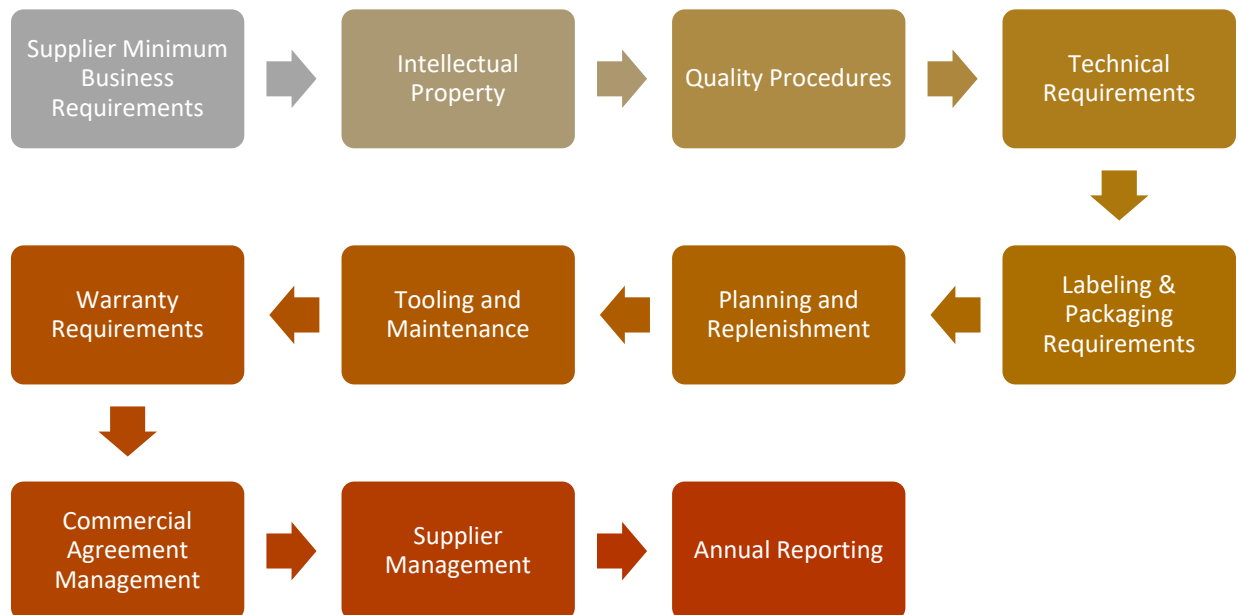 Supplier Minimum
Business
Requirements
Intellectual
Property
Quality Procedures
Technical
Requirements
Labeling &
Packaging
Requirements
Planning and
Replenishment
Tooling and
Maintenance
Warranty
Requirements
Commercial
Agreement
Management
Supplier
Management
Annual Reporting